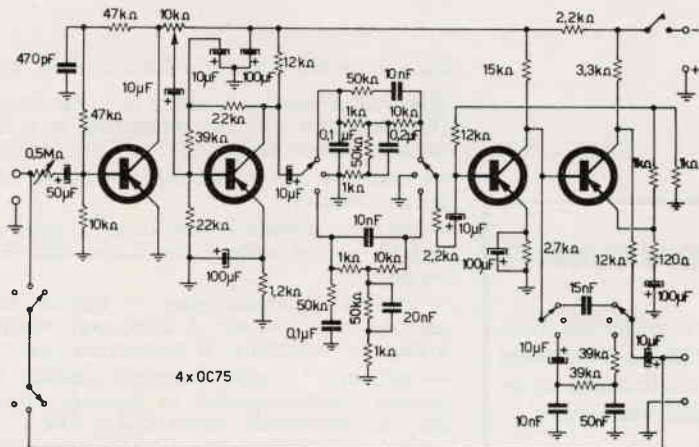 47kΩ 10kΩ 2,2kΩ
470pF 10μF 10μF 100μF 12kΩ 50kΩ 10nF 15kΩ 3,3kΩ
22kΩ 1kΩ 10kΩ
47kΩ 39kΩ 0,1μF 50kΩ 0,2μF 12kΩ 1kΩ 1kΩ
0,5MΩ
50μF 10μF 1kΩ
10kΩ 22kΩ 10nF 2,2kΩ 10μF 2,7kΩ 12kΩ 120Ω
100μF 1,2kΩ 1kΩ 10kΩ 100μF 15nF 100μF
50kΩ 50kΩ 20nF
0,1μF 10μF 39kΩ 10μF
1kΩ 39kΩ
4 x OC75 10nF 50nF